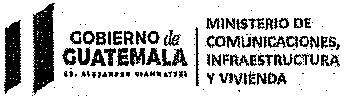 GOBIERNO de
GUATEMALA
DR. ALEJANDRO GIAMMATTEI
MINISTERIO DE
COMUNICACIONES,
INFRAESTRUCTURA
Y VIVIENDA